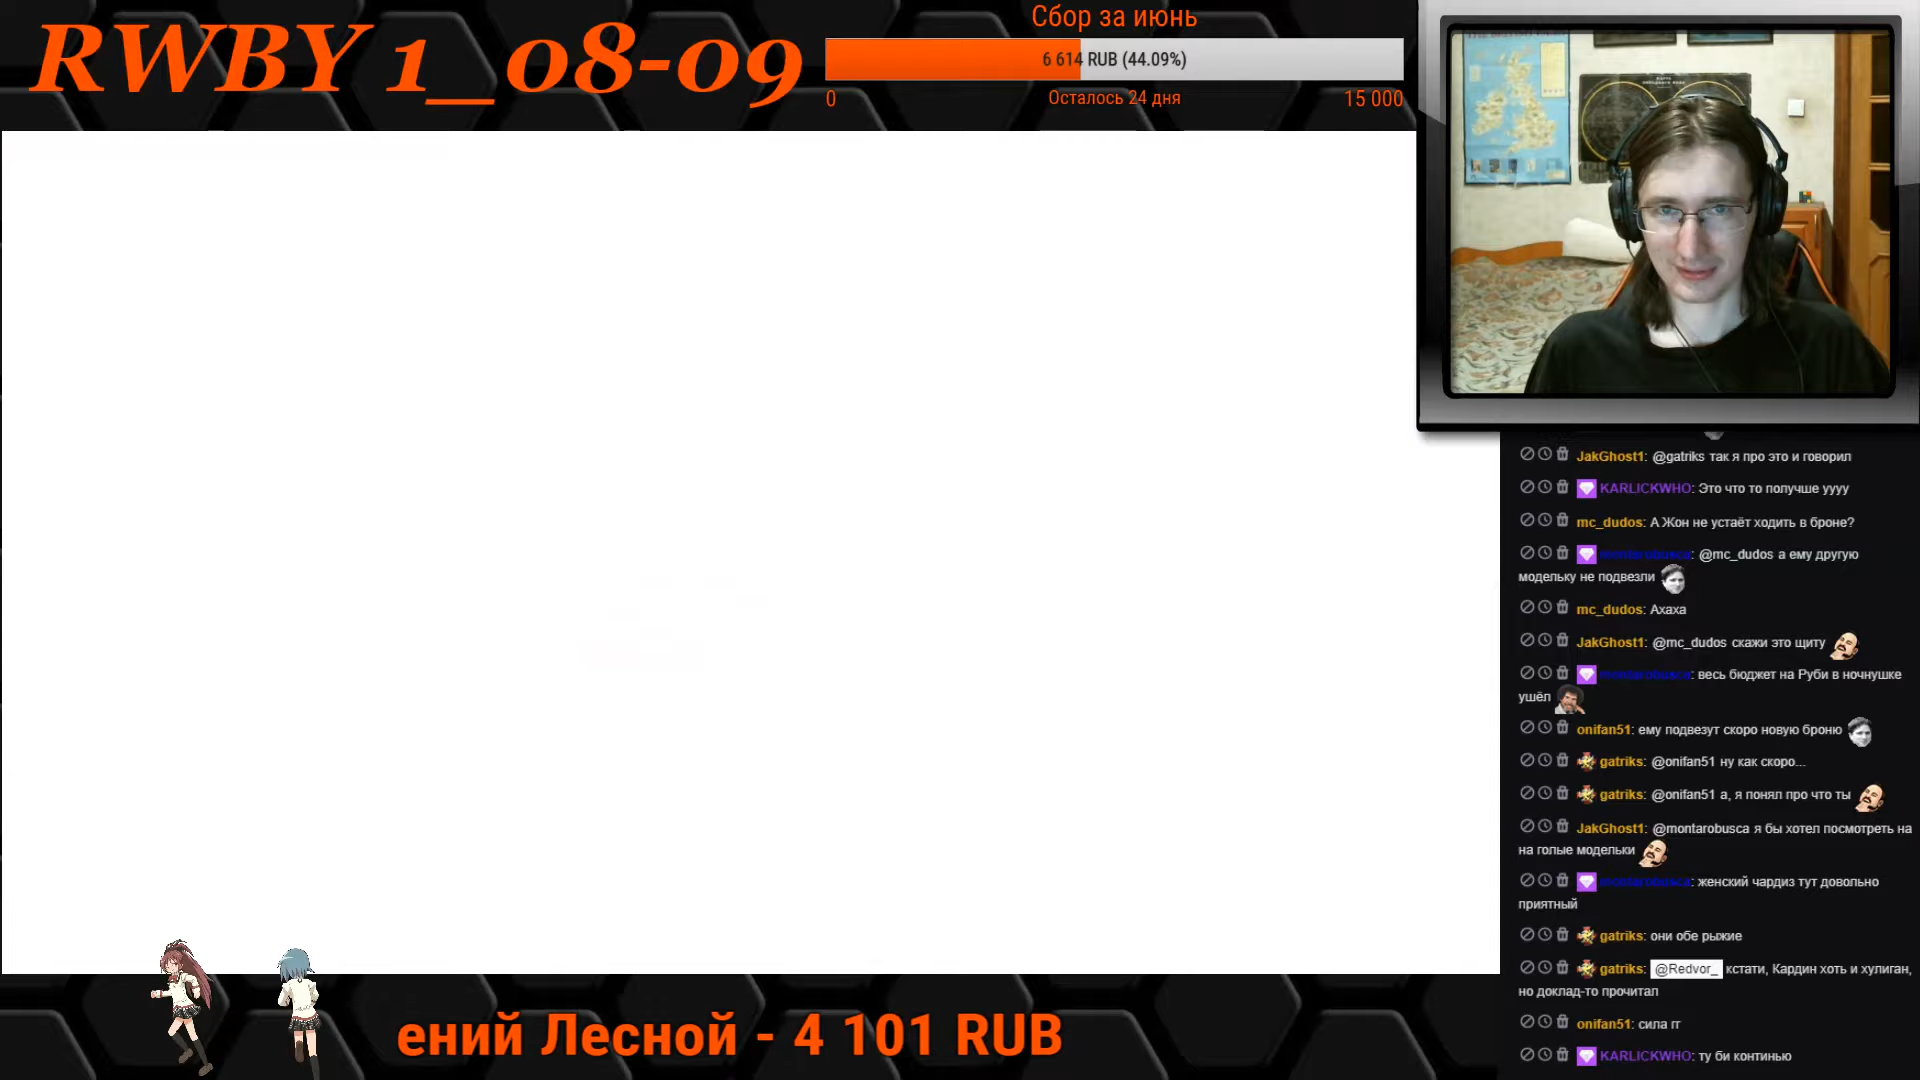 RWBY 1_08-09
Сбор за июнь
6 614 RUB (44.09%)
0
Осталось 24 дня
15 000
JakGhost1: @gatriks так я про это и говорил
KARLICKWHO: Это что то получше уууу
mc_dudos: А Жон не устаёт ходить в броне?
montarobusca: @mc_dudos а ему другую
модельку не подвезли
mc_dudos: Ахаха
JakGhost1: @mc_dudos скажи это щиту
montarobusca: весь бюджет на Руби в ночнушке
ушёл
onifan51: ему подвезут скоро новую броню
gatriks: @onifan51 ну как скоро...
gatriks: @onifan51 а, я понял про что ты
JakGhost1: @montarobusca я бы хотел посмотреть на
на голые модельки
montarobusca: женский чардиз тут довольно
приятный
gatriks: они обе рыжие
gatriks: @Redvor_ кстати, Кардин хоть и хулиган,
но доклад-то прочитал
onifan51: сила гг
KARLICKWHO: ту би континью
ений Лесной - 4 101 RUB